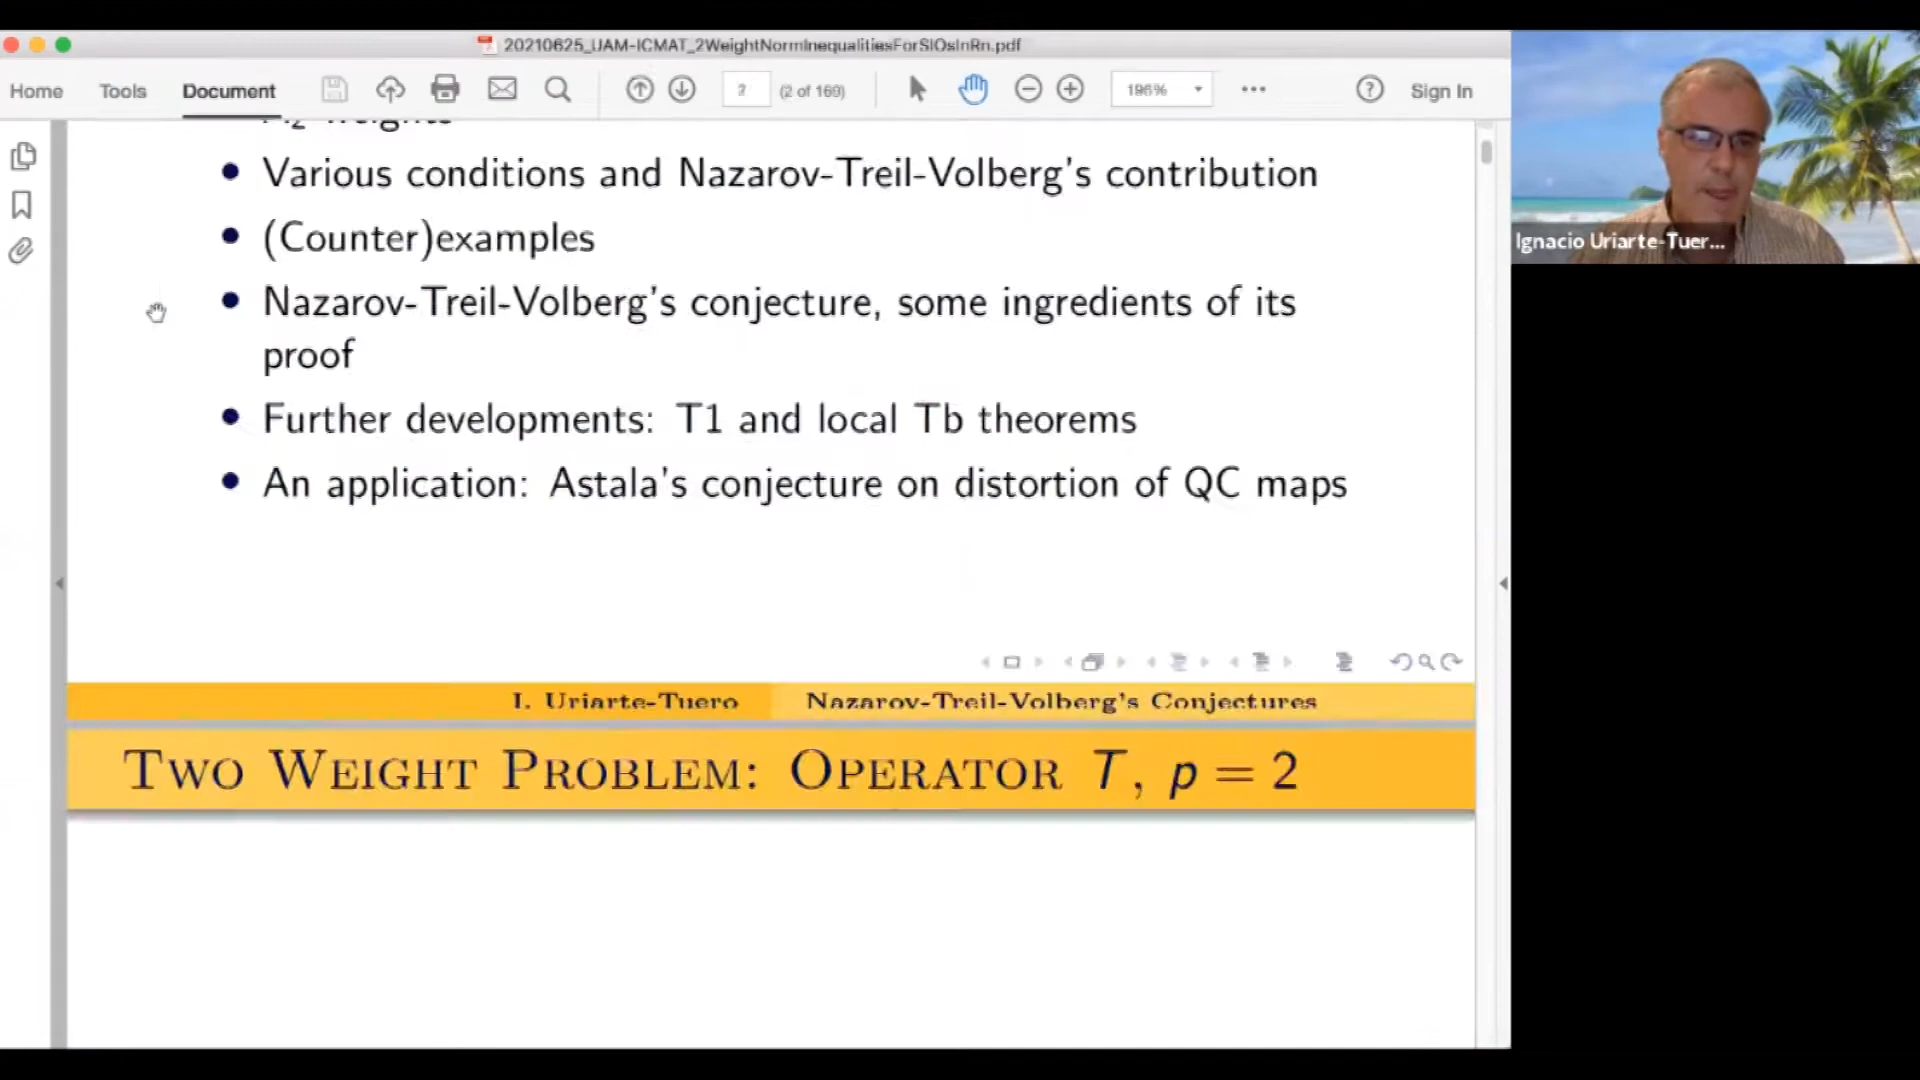 20210625_UAM-ICMAT_2WeightNormInequalitiesForSIOsInRn.pdf
Home Tools Document 2 (2 of 169) 196% Sign In
A₂ weights
• Various conditions and Nazarov-Treil-Volberg's contribution
• (Counter)examples
• Nazarov-Treil-Volberg's conjecture, some ingredients of its
proof
• Further developments: T1 and local Tb theorems
• An application: Astala's conjecture on distortion of QC maps
I. Uriarte-Tuero Nazarov-Treil-Volberg's Conjectures
Two Weight Problem: Operator T, p = 2
Ignacio Uriarte-Tuer...